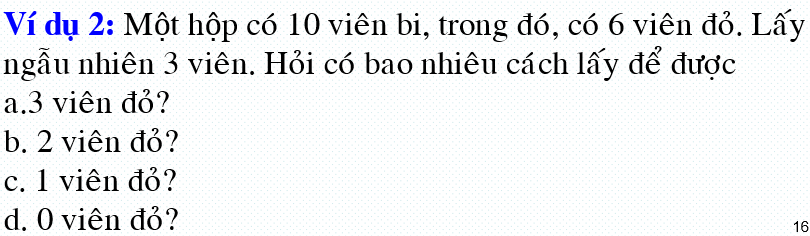 Ví dụ 2: Một hộp có 10 viên bi, trong đó, có 6 viên đỏ. Lấy
ngẫu nhiên 3 viên. Hỏi có bao nhiêu cách lấy để được
a.3 viên đỏ?
b. 2 viên đỏ?
c. 1 viên đỏ?
d. 0 viên đỏ?
16